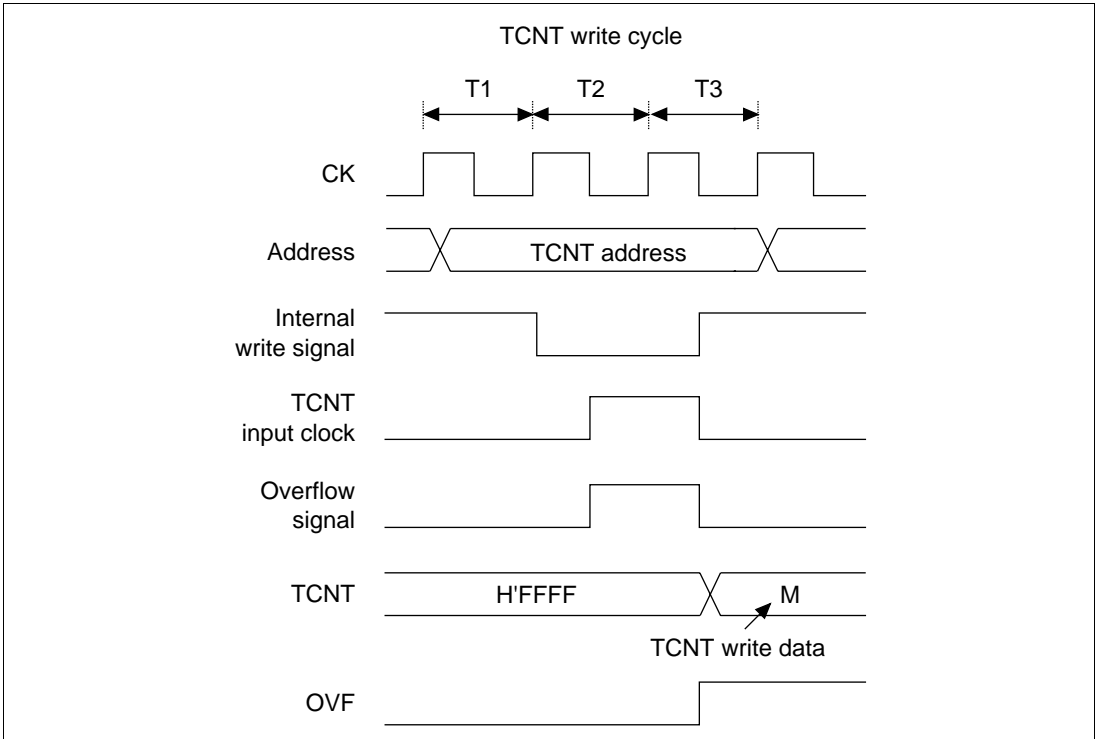 TCNT write cycle
T1 T2 T3
CK
Address TCNT address
Internal
write signal
TCNT
input clock
Overflow
signal
TCNT H'FFFF M
TCNT write data
OVF